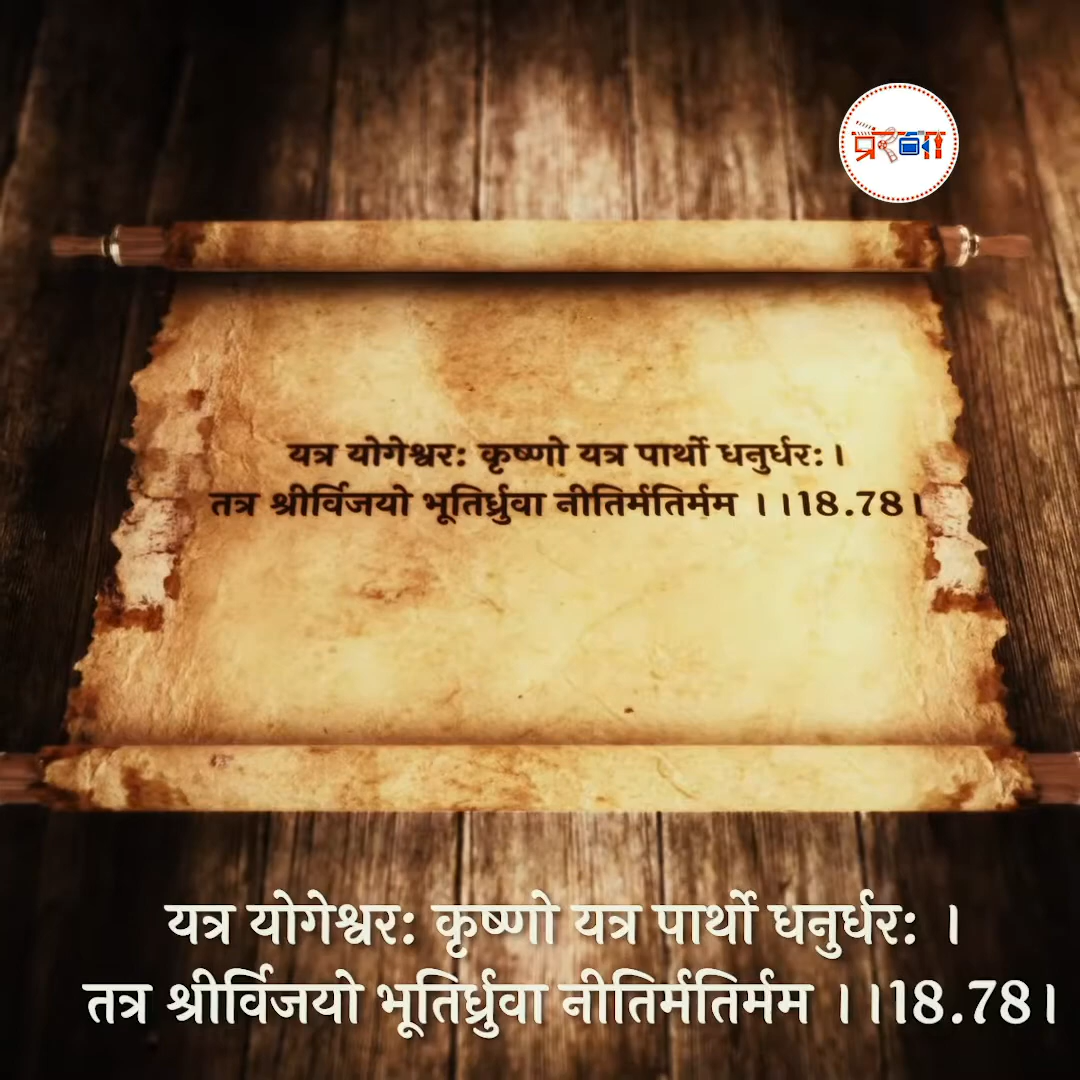 प्रेरणा
यत्र योगेश्वरः कृष्णो यत्र पार्थो धनुर्धरः।
तत्र श्रीर्विजयो भूतिर्ध्रुवा नीतिर्मतिर्मम ।।18.78।
यत्र योगेश्वरः कृष्णो यत्र पार्थो धनुर्धरः ।
तत्र श्रीर्विजयो भूतिर्ध्रुवा नीतिर्मतिर्मम ।।18.78।